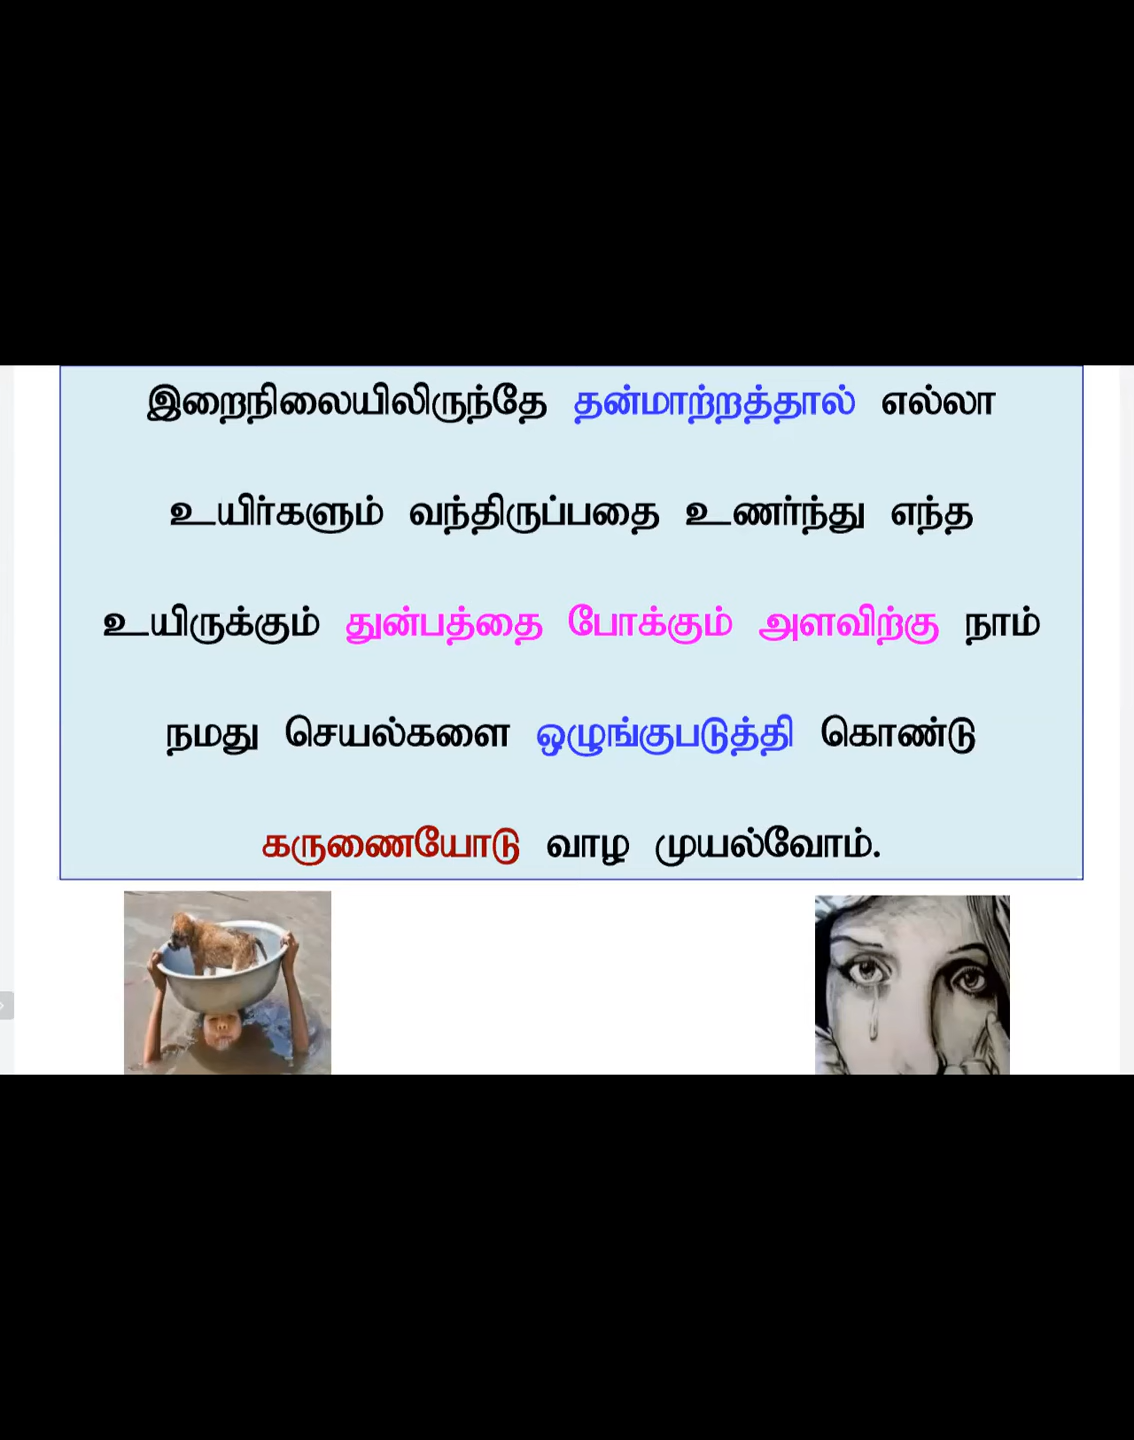 இறைநிலையிலிருந்தே தன்மாற்றத்தால் எல்லா
உயிர்களும் வந்திருப்பதை உணர்ந்து எந்த
உயிருக்கும் துன்பத்தை போக்கும் அளவிற்கு நாம்
நமது செயல்களை ஒழுங்குபடுத்தி கொண்டு
கருணையோடு வாழ முயல்வோம்.